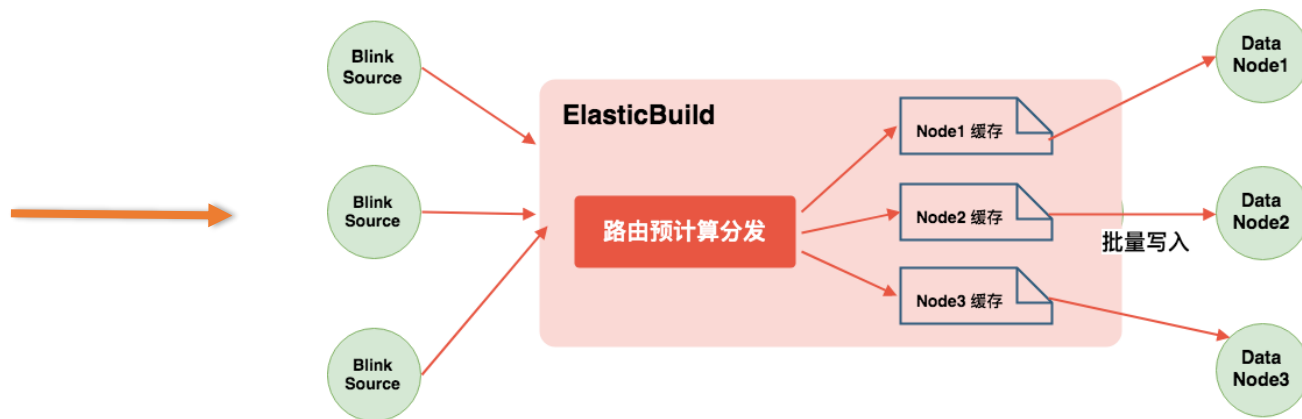 Blink
Source
Blink
Source
Blink
Source
ElasticBuild
路由预计算分发
Node1 缓存
Node2 缓存
Node3 缓存
批量写入
Data
Node1
Data
Node2
Data
Node3